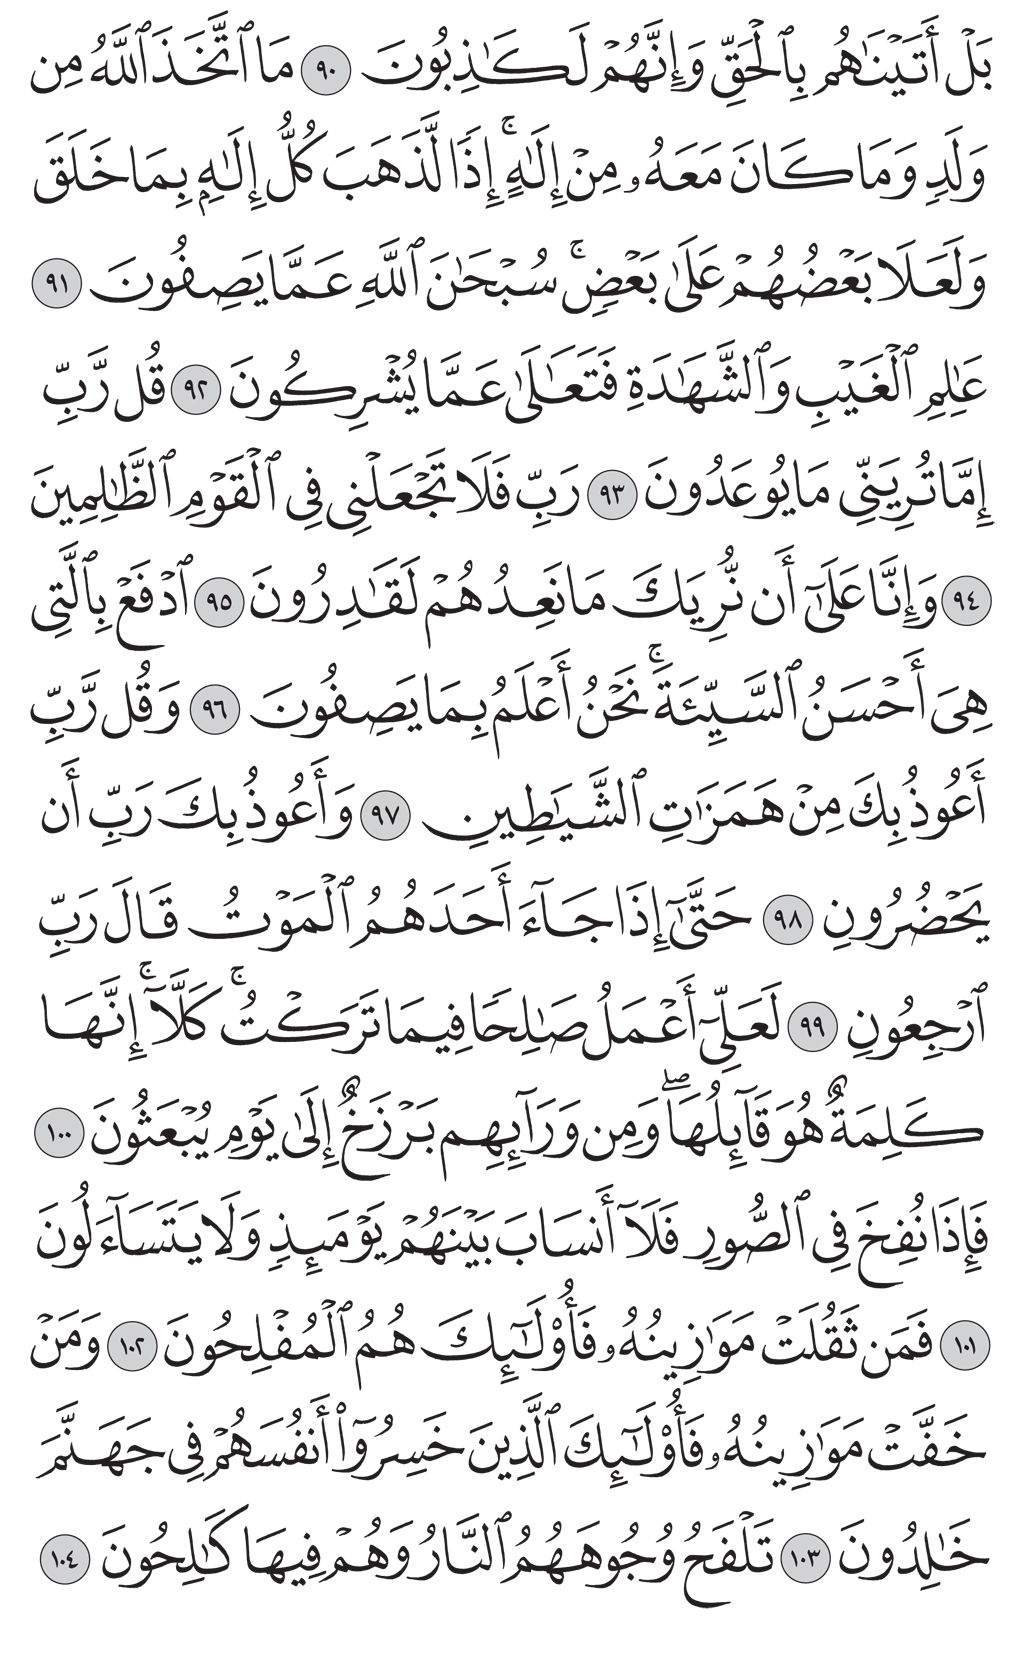 بَلْ أَتَيْنَٰهُم بِٱلْحَقِّ وَإِنَّهُمْ لَكَٰذِبُونَ ٩٠ مَا ٱتَّخَذَ ٱللَّهُ مِن
وَلَدٍ وَمَا كَانَ مَعَهُۥ مِنْ إِلَٰهٍ ۚ إِذًا لَّذَهَبَ كُلُّ إِلَٰهٍۭ بِمَا خَلَقَ
وَلَعَلَا بَعْضُهُمْ عَلَىٰ بَعْضٍ ۚ سُبْحَٰنَ ٱللَّهِ عَمَّا يَصِفُونَ ٩١
عَٰلِمِ ٱلْغَيْبِ وَٱلشَّهَٰدَةِ فَتَعَٰلَىٰ عَمَّا يُشْرِكُونَ ٩٢ قُل رَّبِّ
إِمَّا تُرِيَنِّى مَا يُوعَدُونَ ٩٣ رَبِّ فَلَا تَجْعَلْنِى فِى ٱلْقَوْمِ ٱلظَّٰلِمِينَ
٩٤ وَإِنَّا عَلَىٰٓ أَن نُّرِيَكَ مَا نَعِدُهُمْ لَقَٰدِرُونَ ٩٥ ٱدْفَعْ بِٱلَّتِى
هِىَ أَحْسَنُ ٱلسَّيِّئَةَ ۚ نَحْنُ أَعْلَمُ بِمَا يَصِفُونَ ٩٦ وَقُل رَّبِّ
أَعُوذُ بِكَ مِنْ هَمَزَٰتِ ٱلشَّيَٰطِينِ ٩٧ وَأَعُوذُ بِكَ رَبِّ أَن
يَحْضُرُونِ ٩٨ حَتَّىٰٓ إِذَا جَآءَ أَحَدَهُمُ ٱلْمَوْتُ قَالَ رَبِّ
ٱرْجِعُونِ ٩٩ لَعَلِّىٓ أَعْمَلُ صَٰلِحًا فِيمَا تَرَكْتُ ۚ كَلَّآ ۚ إِنَّهَا
كَلِمَةٌ هُوَ قَآئِلُهَا ۖ وَمِن وَرَآئِهِم بَرْزَخٌ إِلَىٰ يَوْمِ يُبْعَثُونَ ١٠٠
فَإِذَا نُفِخَ فِى ٱلصُّورِ فَلَآ أَنسَابَ بَيْنَهُمْ يَوْمَئِذٍ وَلَا يَتَسَآءَلُونَ
١٠١ فَمَن ثَقُلَتْ مَوَٰزِينُهُۥ فَأُو۟لَٰٓئِكَ هُمُ ٱلْمُفْلِحُونَ ١٠٢ وَمَنْ
خَفَّتْ مَوَٰزِينُهُۥ فَأُو۟لَٰٓئِكَ ٱلَّذِينَ خَسِرُوٓا۟ أَنفُسَهُمْ فِى جَهَنَّمَ
خَٰلِدُونَ ١٠٣ تَلْفَحُ وُجُوهَهُمُ ٱلنَّارُ وَهُمْ فِيهَا كَٰلِحُونَ ١٠٤